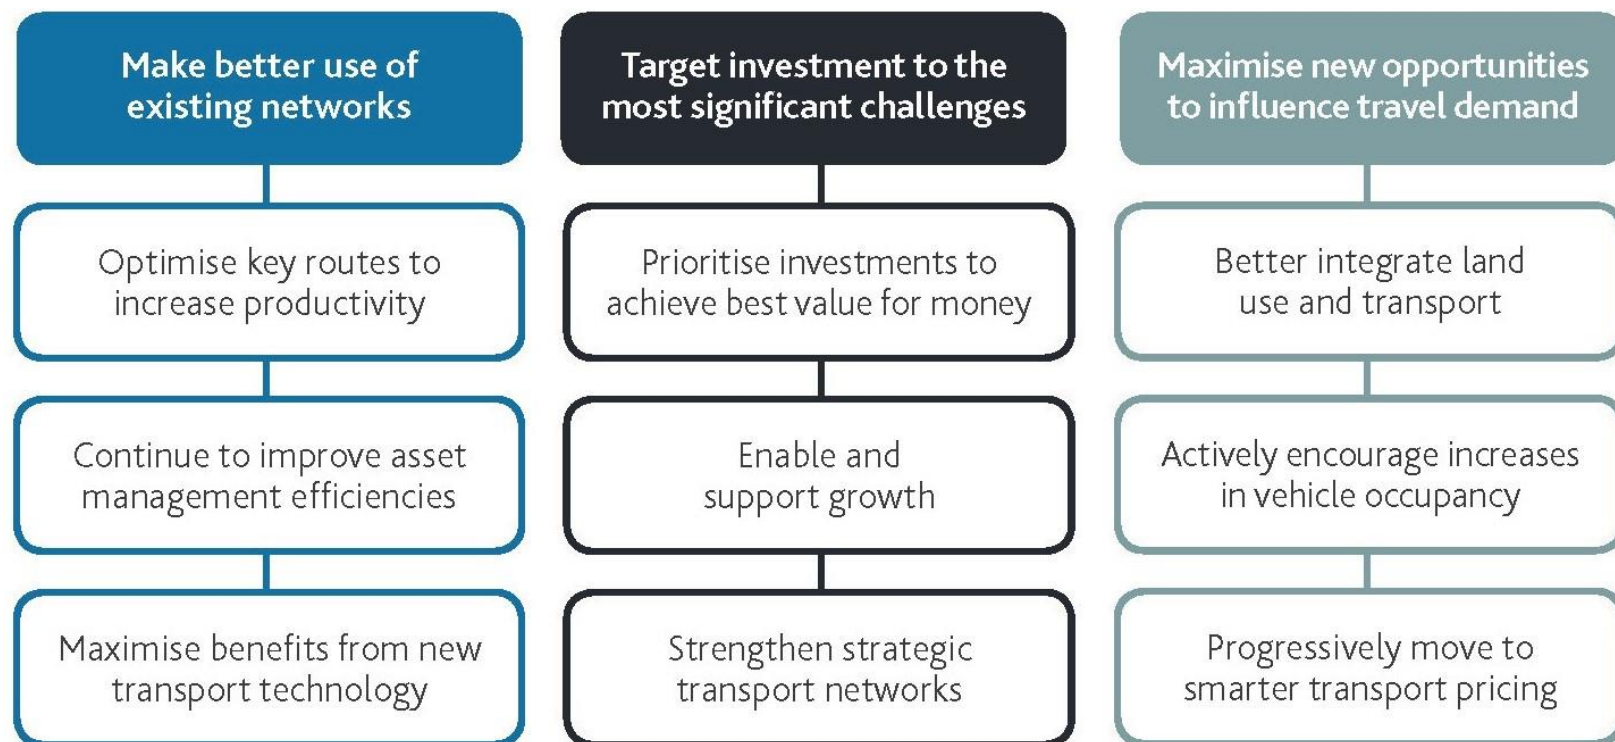 Make better use of
existing networks
Optimise key routes to
increase productivity
Continue to improve asset
management efficiencies
Maximise benefits from new
transport technology
Target investment to the
most significant challenges
Prioritise investments to
achieve best value for money
Enable and
support growth
Strengthen strategic
transport networks
Maximise new opportunities
to influence travel demand
Better integrate land
use and transport
Actively encourage increases
in vehicle occupancy
Progressively move to
smarter transport pricing